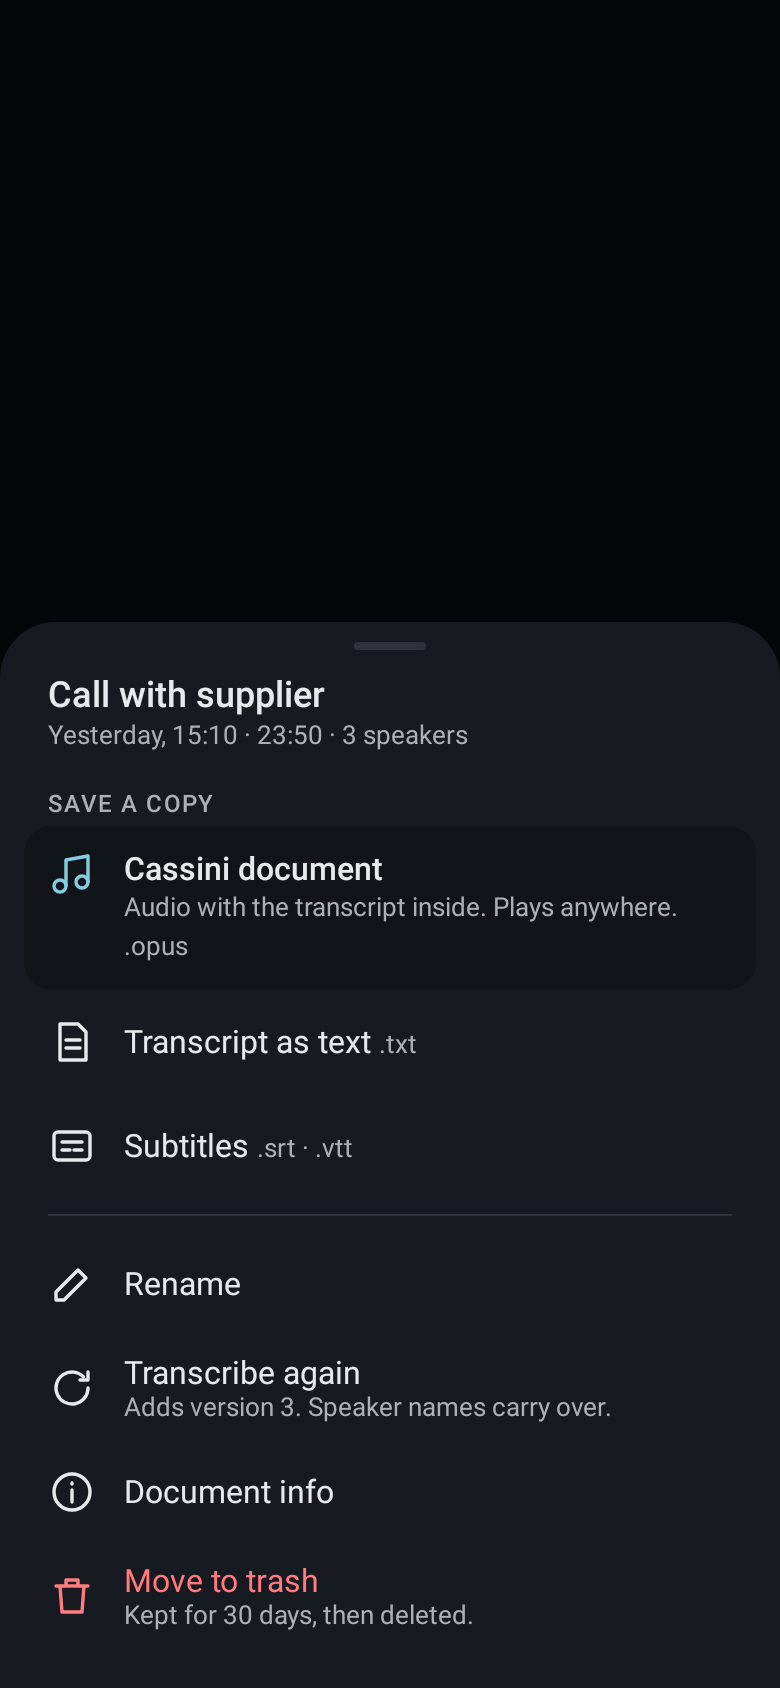 Call with supplier
Yesterday, 15:10 · 23:50 · 3 speakers
SAVE A COPY
Cassini document
Audio with the transcript inside. Plays anywhere.
.opus
Transcript as text .txt
Subtitles .srt · .vtt
Rename
Transcribe again
Adds version 3. Speaker names carry over.
Document info
Move to trash
Kept for 30 days, then deleted.